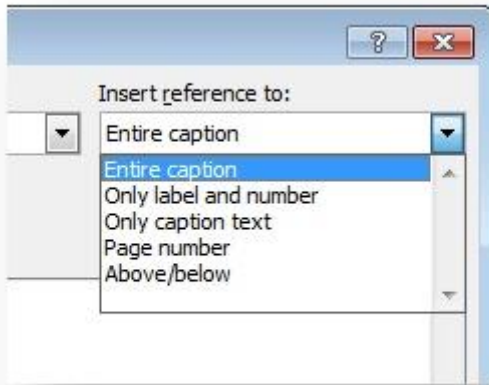 ?
Insert reference to:
Entire caption
Entire caption
Only label and number
Only caption text
Page number
Above/below